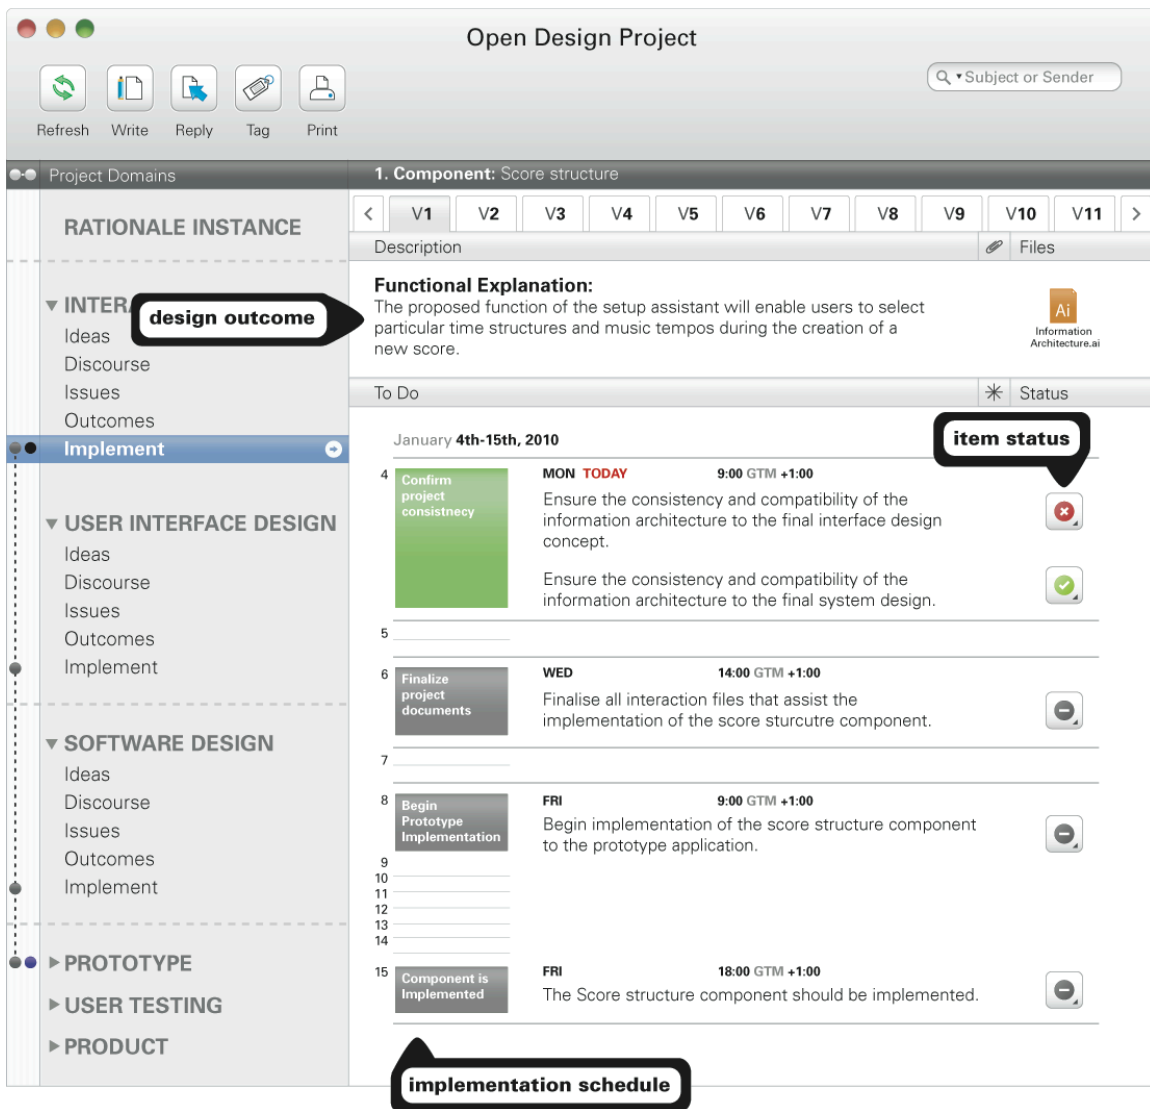 Open Design Project
Subject or Sender
Refresh Write Reply Tag Print
Project Domains
1. Component: Score structure
RATIONALE INSTANCE
V1 V2 V3 V4 V5 V6 V7 V8 V9 V10 V11
Description Files
Functional Explanation:
The proposed function of the setup assistant will enable users to select
particular time structures and music tempos during the creation of a
new score.
Ai
Information
Architecture.ai
design outcome
INTERA
Ideas
Discourse
Issues
Outcomes
Implement
To Do Status
item status
January 4th-15th, 2010
4 Confirm
project
consistnecy
MON TODAY 9:00 GTM +1:00
Ensure the consistency and compatibility of the
information architecture to the final interface design
concept.
Ensure the consistency and compatibility of the
information architecture to the final system design.
5
6 Finalize
project
documents
WED 14:00 GTM +1:00
Finalise all interaction files that assist the
implementation of the score sturcutre component.
7
8 Begin
Prototype
Implementation
FRI 9:00 GTM +1:00
Begin implementation of the score structure component
to the prototype application.
9
10
11
12
13
14
15 Component is
Implemented
FRI 18:00 GTM +1:00
The Score structure component should be implemented.
implementation schedule
USER INTERFACE DESIGN
Ideas
Discourse
Issues
Outcomes
Implement
SOFTWARE DESIGN
Ideas
Discourse
Issues
Outcomes
Implement
PROTOTYPE
USER TESTING
PRODUCT